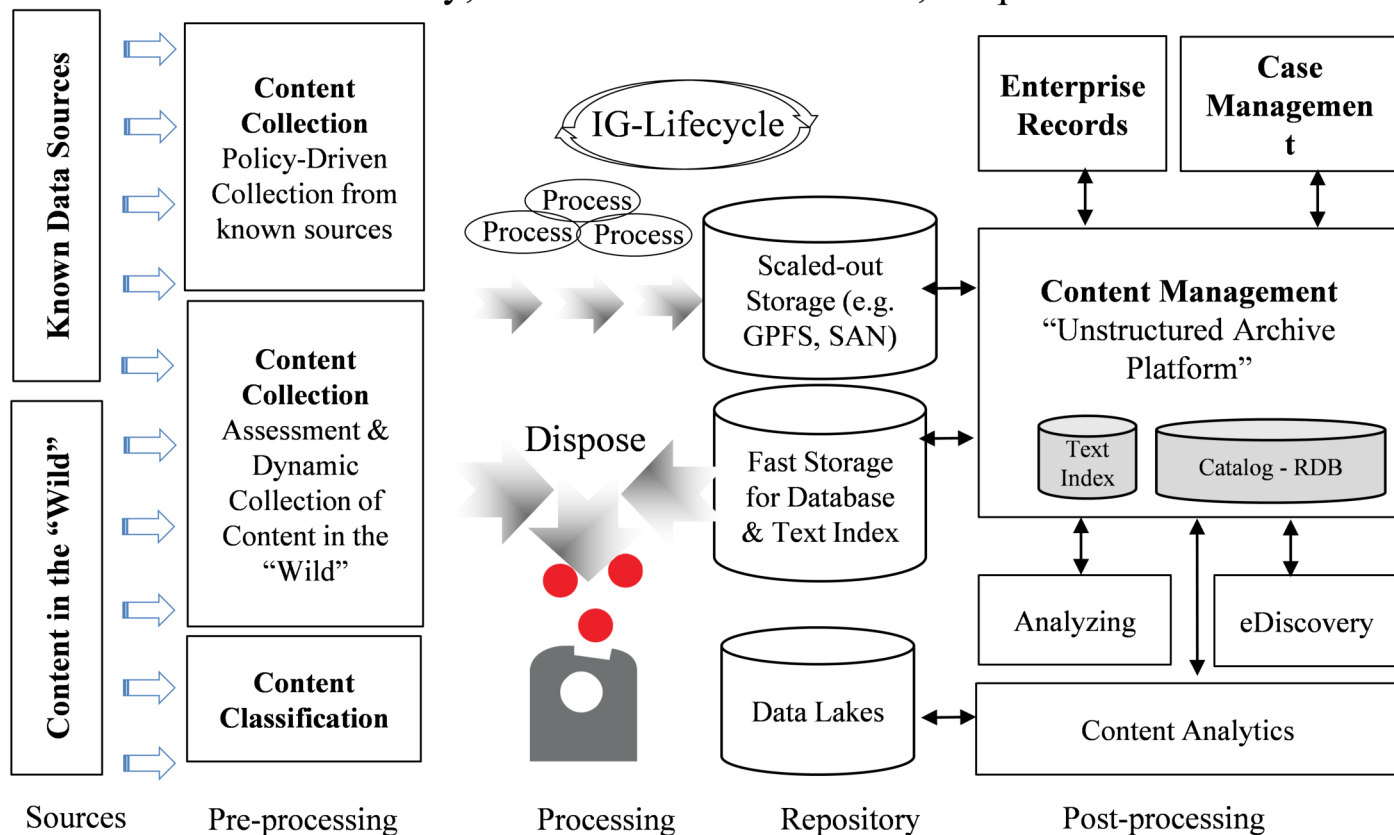 Known Data Sources
Content in the “Wild”
Content
Collection
Policy-Driven
Collection from
known sources
Content
Collection
Assessment &
Dynamic
Collection of
Content in the
“Wild”
Content
Classification
IG-Lifecycle
Process
Process
Process
Dispose
Scaled-out
Storage (e.g.
GPFS, SAN)
Fast Storage
for Database
& Text Index
Data Lakes
Enterprise
Records
Case
Managemen
t
Content Management
“Unstructured Archive
Platform”
Text
Index
Catalog - RDB
Analyzing
eDiscovery
Content Analytics
Sources
Pre-processing
Processing
Repository
Post-processing